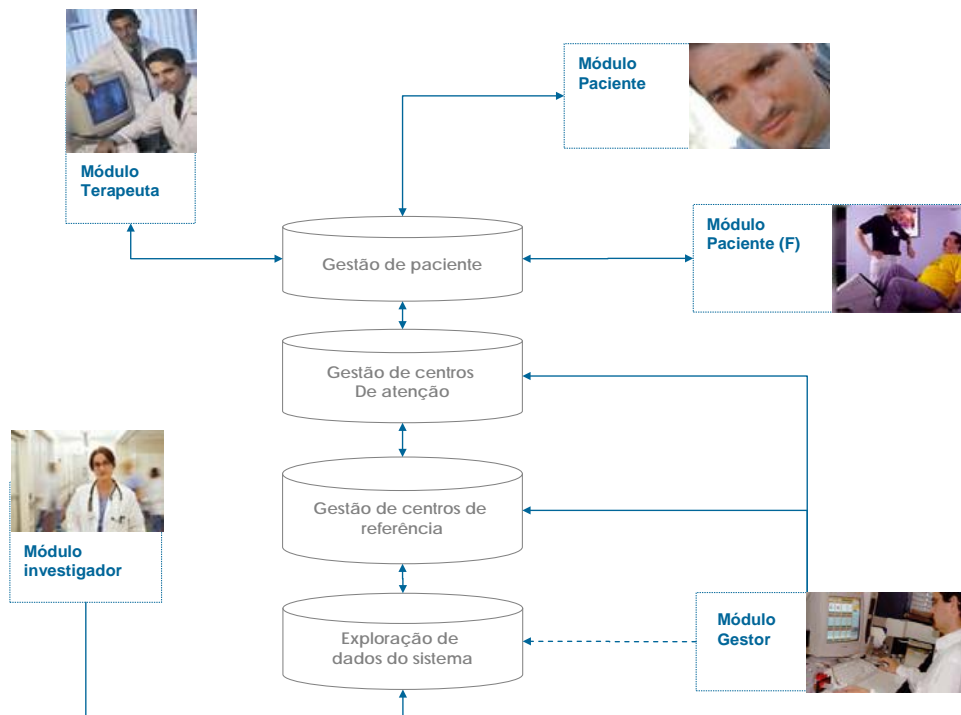 Módulo
Paciente
Módulo
Terapeuta
Módulo
Paciente (F)
Gestão de paciente
Gestão de centros
De atenção
Gestão de centros de
referência
Módulo
investigador
Exploração de
dados do sistema
Módulo
Gestor